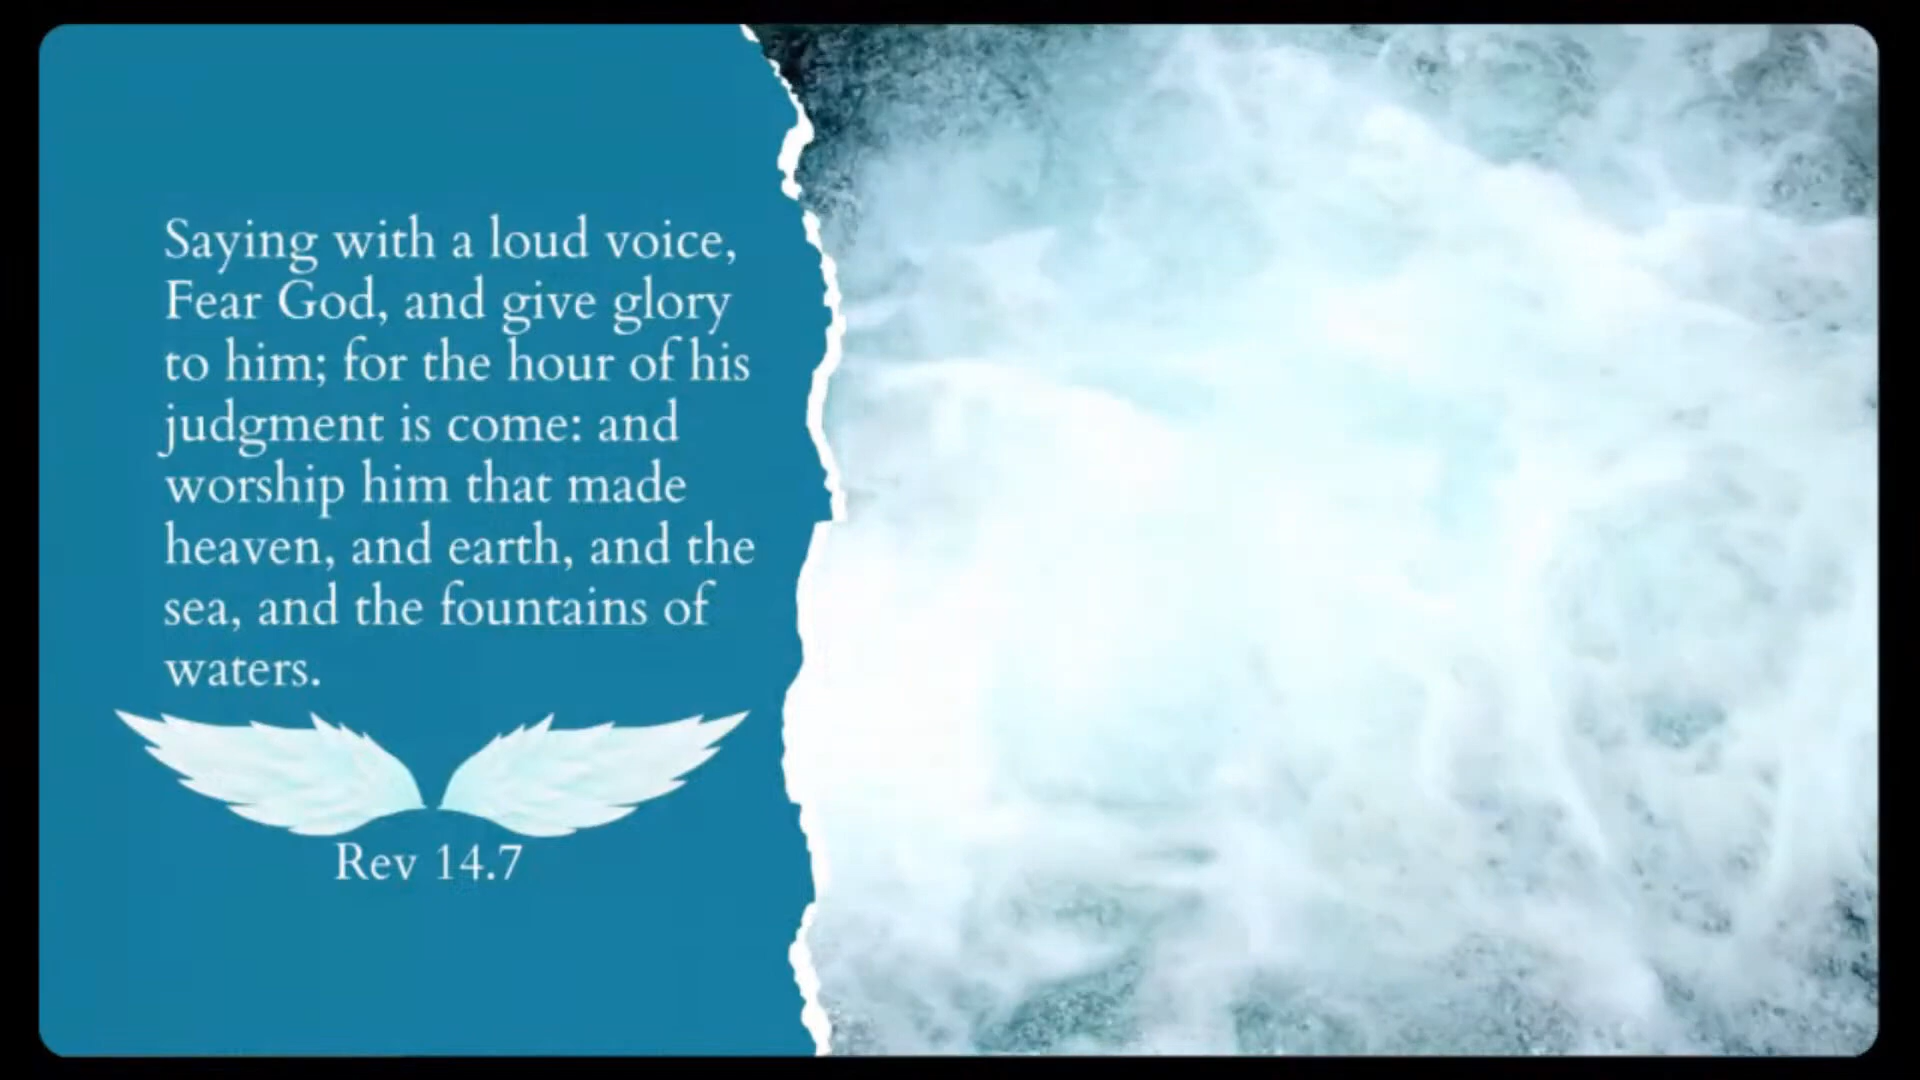 Saying with a loud voice,
Fear God, and give glory
to him; for the hour of his
judgment is come: and
worship him that made
heaven, and earth, and the
sea, and the fountains of
waters.
Rev 14.7